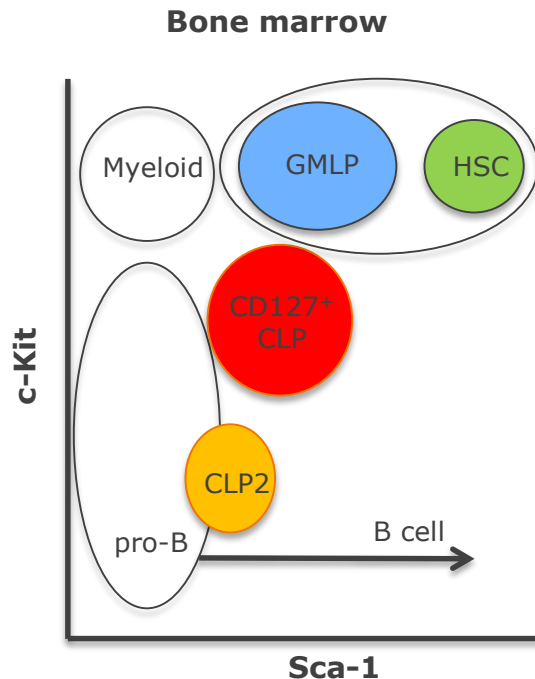 Bone marrow
Myeloid
GMLP
HSC
CD127⁺
CLP
c-Kit
CLP2
pro-B
B cell
Sca-1